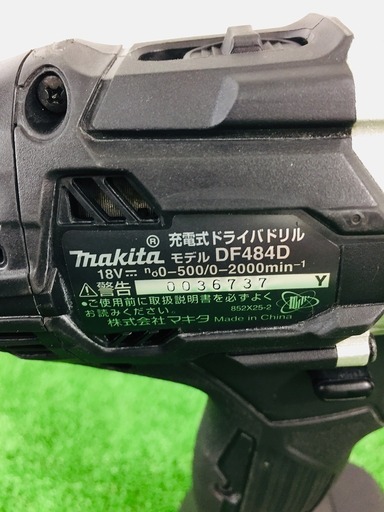 makita® 充電式ドライバドリル
モデル DF484D
18V⎓ n₀0-500/0-2000min⁻¹
⚠警告 0036737 Y
•ご使用前に取扱説明書を必ずよく
お読みください。
852X25-2
株式会社マキタ Made in China